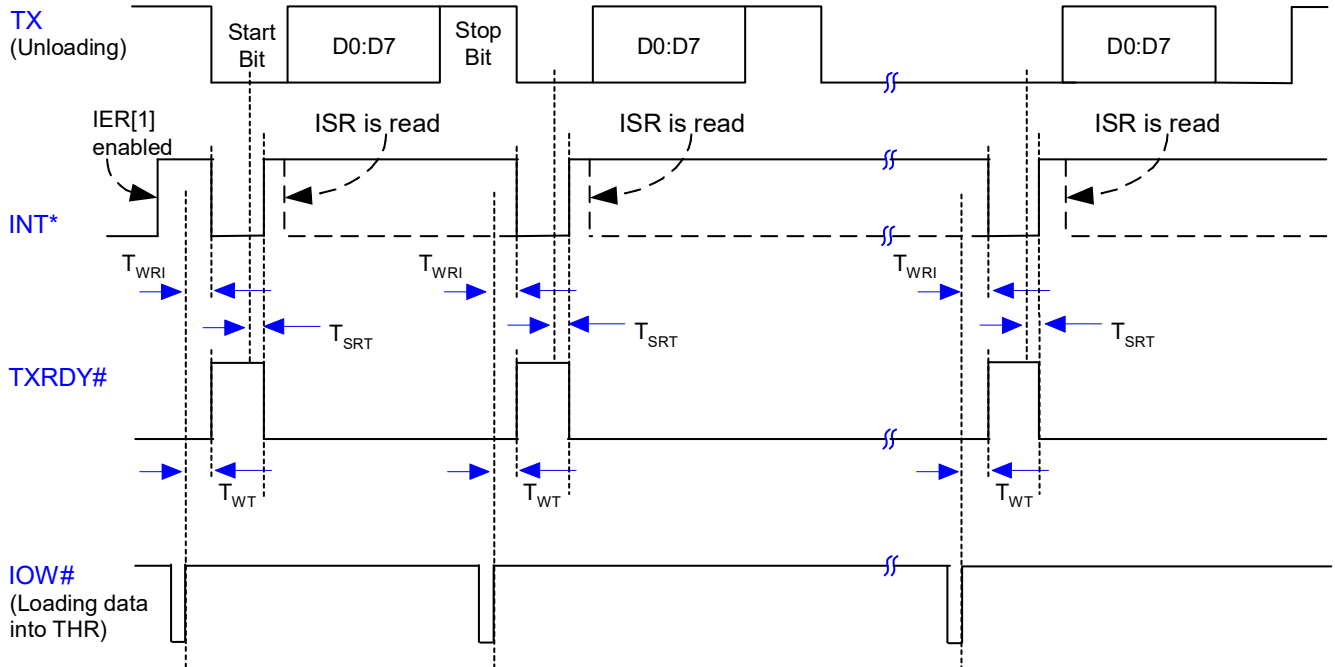 TX
(Unloading)
Start
Bit
D0:D7
Stop
Bit
D0:D7
D0:D7
IER[1]
enabled
ISR is read
ISR is read
ISR is read
INT*
TWRI
TWRI
TWRI
TSRT
TSRT
TSRT
TXRDY#
TWT
TWT
TWT
IOW#
(Loading data
into THR)